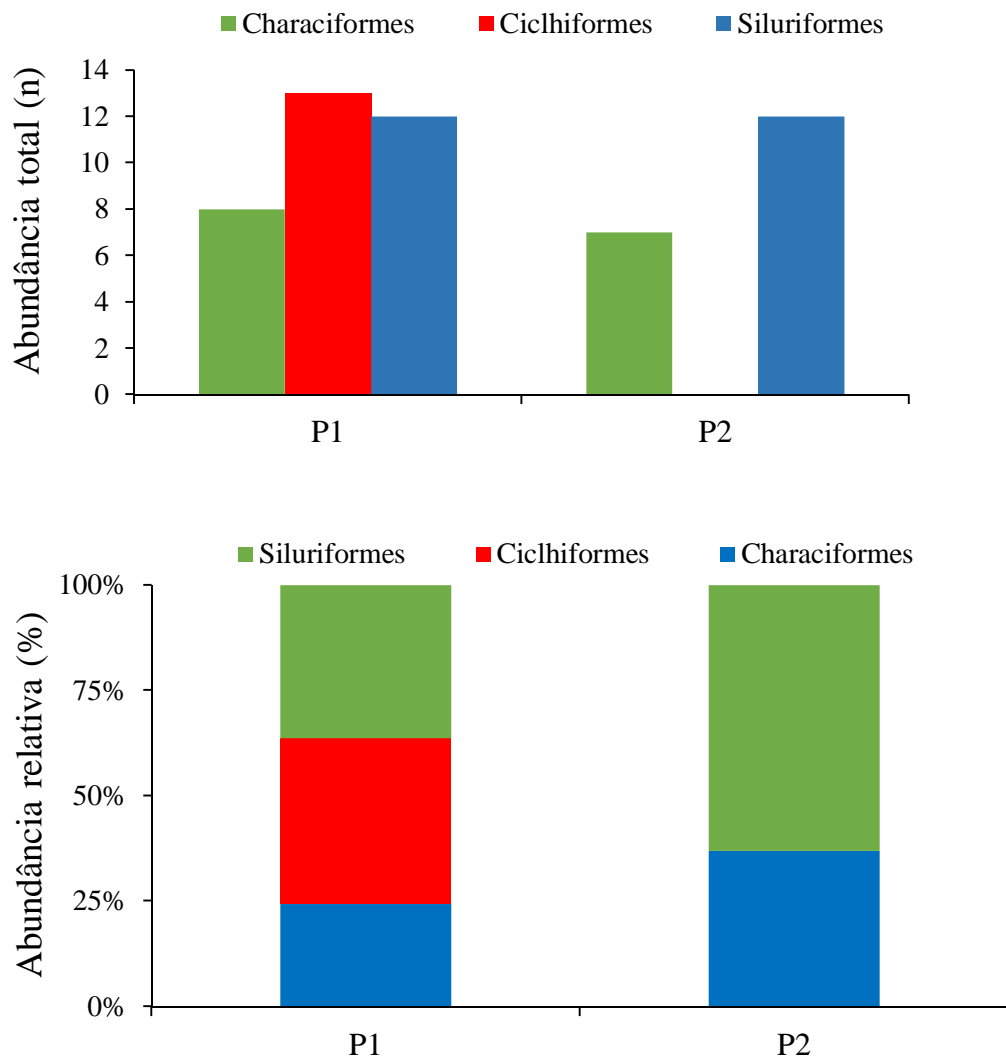 Characiformes Ciclhiformes Siluriformes
Abundância total (n)
14
12
10
8
6
4
2
0
P1 P2
Siluriformes Ciclhiformes Characiformes
Abundância relativa (%)
100%
75%
50%
25%
0%
P1 P2